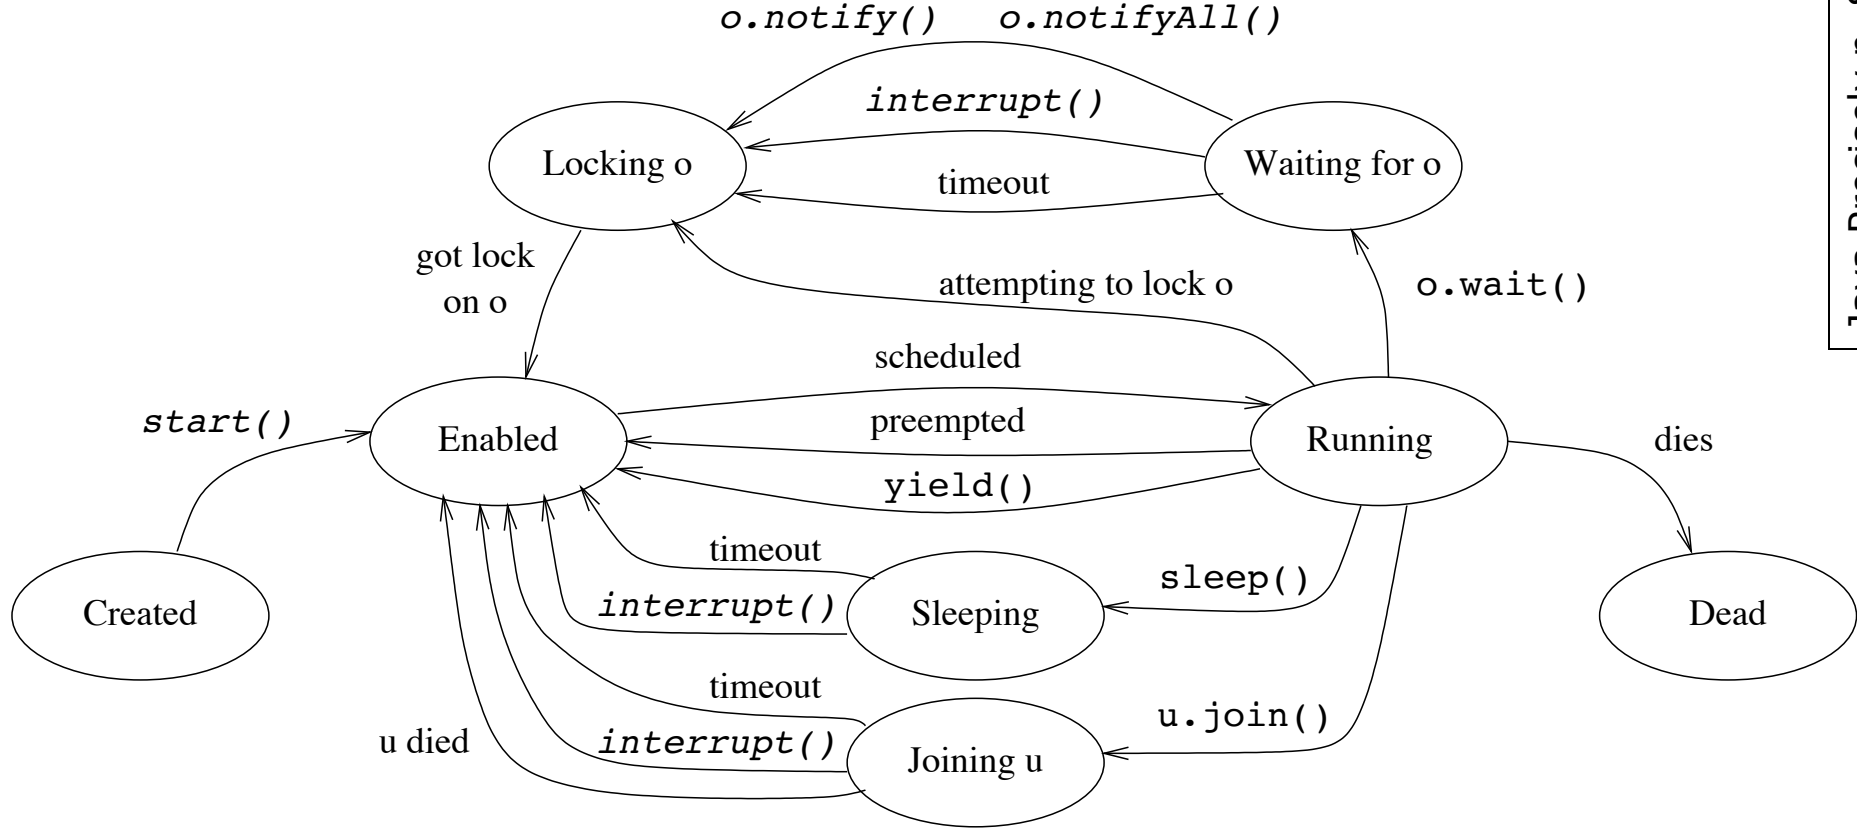 o.notify() o.notifyAll()
interrupt()
Locking o
Waiting for o
timeout
got lock
on o
attempting to lock o
o.wait()
scheduled
start()
preempted
Enabled
Running
dies
yield()
timeout
sleep()
interrupt()
Created
Sleeping
Dead
timeout
u.join()
u died
interrupt()
Joining u